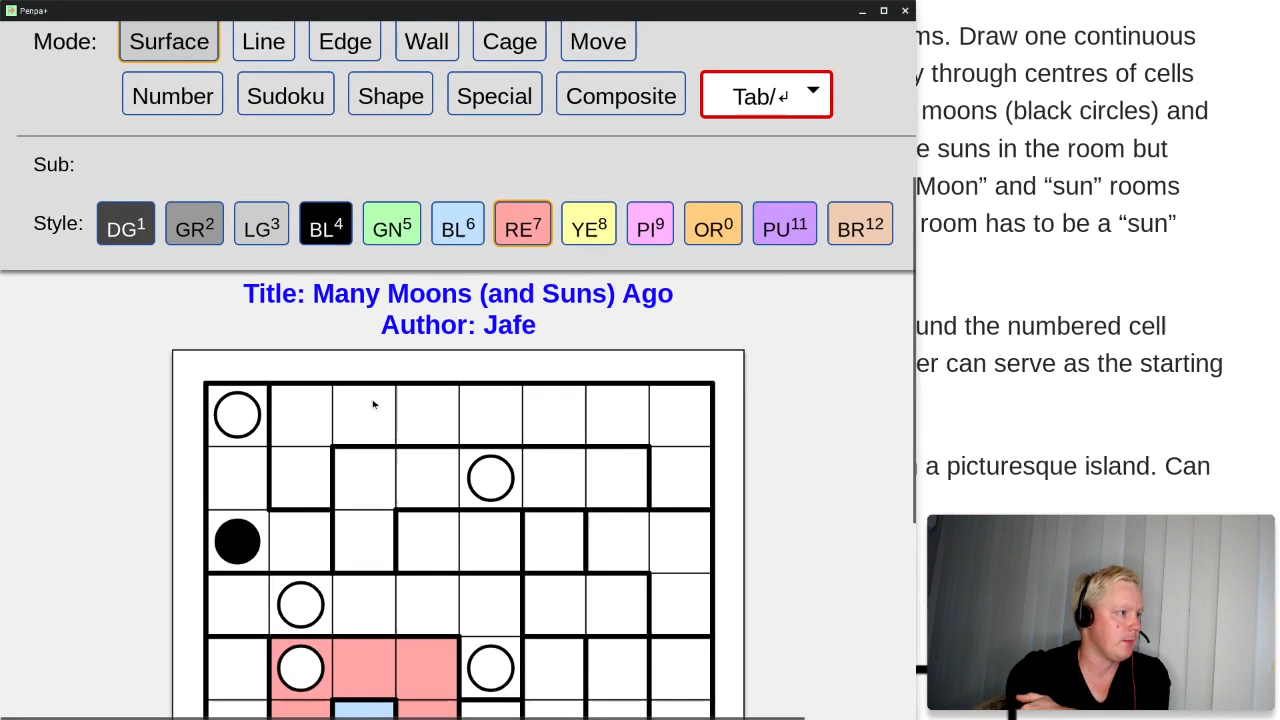 Penpa+
Mode: Surface Line Edge Wall Cage Move
Number Sudoku Shape Special Composite Tab/↲
Sub:
Style: DG1 GR2 LG3 BL4 GN5 BL6 RE7 YE8 PI9 OR0 PU11 BR12
Title: Many Moons (and Suns) Ago
Author: Jafe
ms. Draw one continuous
y through centres of cells
moons (black circles) and
e suns in the room but
Moon” and “sun” rooms
room has to be a “sun”
und the numbered cell
er can serve as the starting
a picturesque island. Can